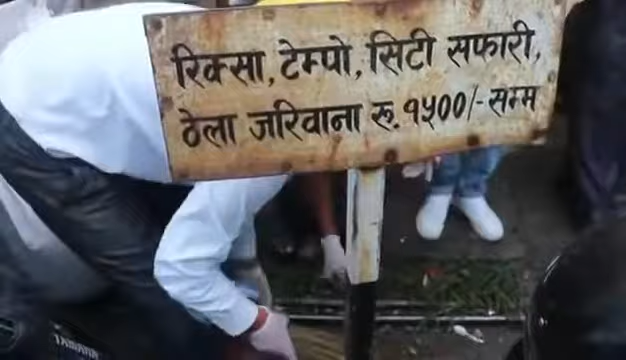 रिक्सा, टेम्पो, सिटी सफारी,
ठेला जरिवाना रू. १५००/- सम्म